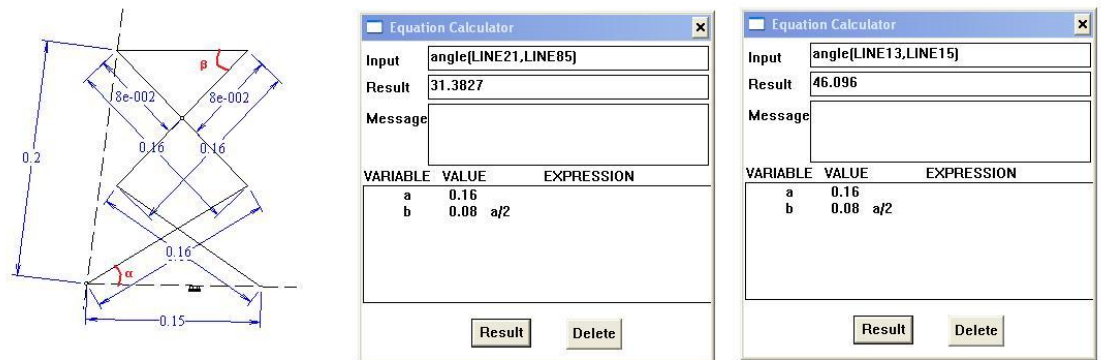 β
8e-002
8e-002
0.2
0.16
0.16
0.16
α
0.15
Equation Calculator
Input angle(LINE21,LINE85)
Result 31.3827
Message
VARIABLE VALUE EXPRESSION
a 0.16
b 0.08 a/2
Result Delete
Equation Calculator
Input angle(LINE13,LINE15)
Result 46.096
Message
VARIABLE VALUE EXPRESSION
a 0.16
b 0.08 a/2
Result Delete